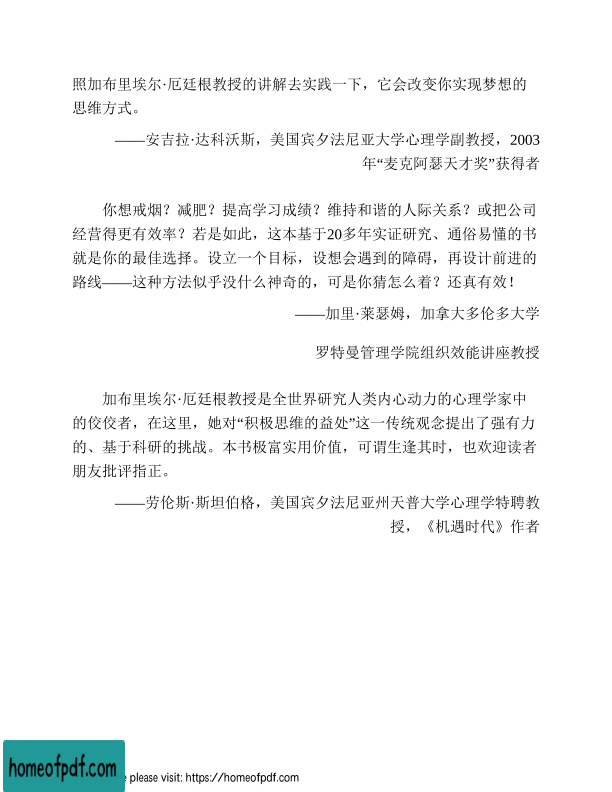 照加布里埃尔·厄廷根教授的讲解去实践一下，它会改变你实现梦想的
思维方式。
——安吉拉·达科沃斯，美国宾夕法尼亚大学心理学副教授，2003
年“麦克阿瑟天才奖”获得者
你想戒烟？减肥？提高学习成绩？维持和谐的人际关系？或把公司
经营得更有效率？若是如此，这本基于20多年实证研究、通俗易懂的书
就是你的最佳选择。设立一个目标，设想会遇到的障碍，再设计前进的
路线——这种方法似乎没什么神奇的，可是你猜怎么着？还真有效！
——加里·莱瑟姆，加拿大多伦多大学
罗特曼管理学院组织效能讲座教授
加布里埃尔·厄廷根教授是全世界研究人类内心动力的心理学家中
的佼佼者，在这里，她对“积极思维的益处”这一传统观念提出了强有力
的、基于科研的挑战。本书极富实用价值，可谓生逢其时，也欢迎读者
朋友批评指正。
——劳伦斯·斯坦伯格，美国宾夕法尼亚州天普大学心理学特聘教
授，《机遇时代》作者
homeofpdf.com
please visit: https://homeofpdf.com